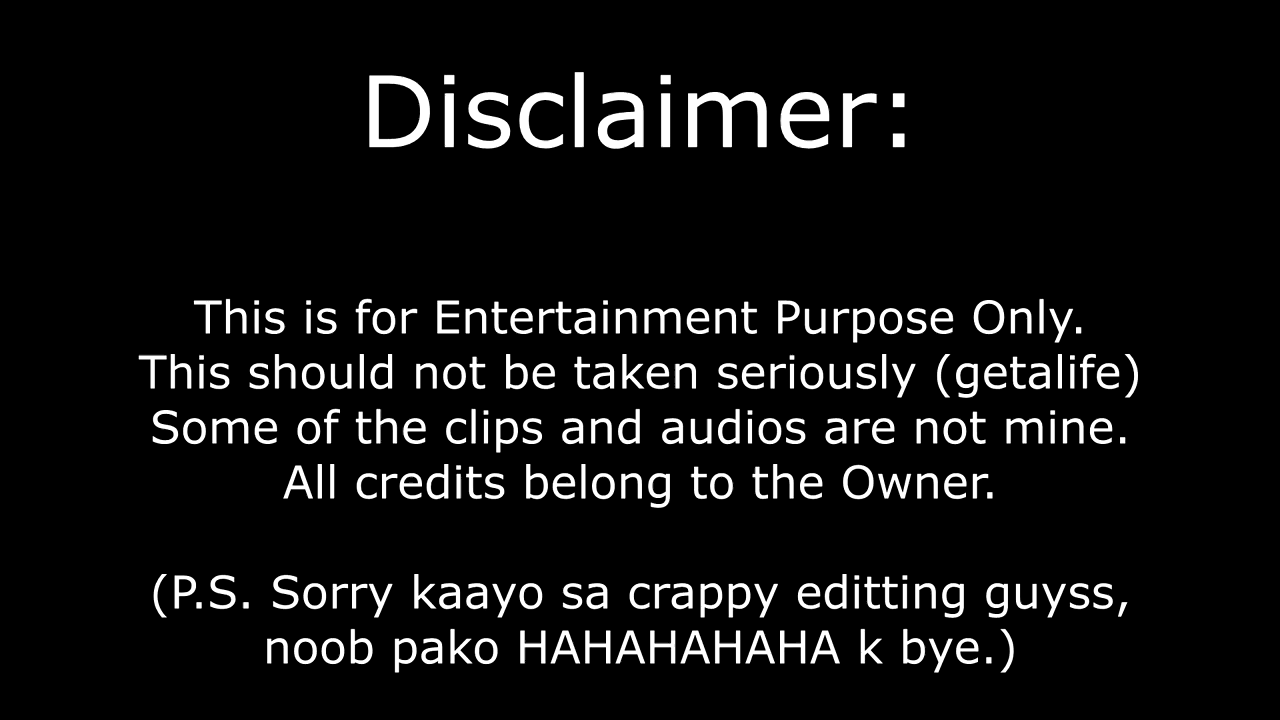 Disclaimer:
This is for Entertainment Purpose Only.
This should not be taken seriously (getalife)
Some of the clips and audios are not mine.
All credits belong to the Owner.
(P.S. Sorry kaayo sa crappy editting guyss,
noob pako HAHAHAHAHA k bye.)